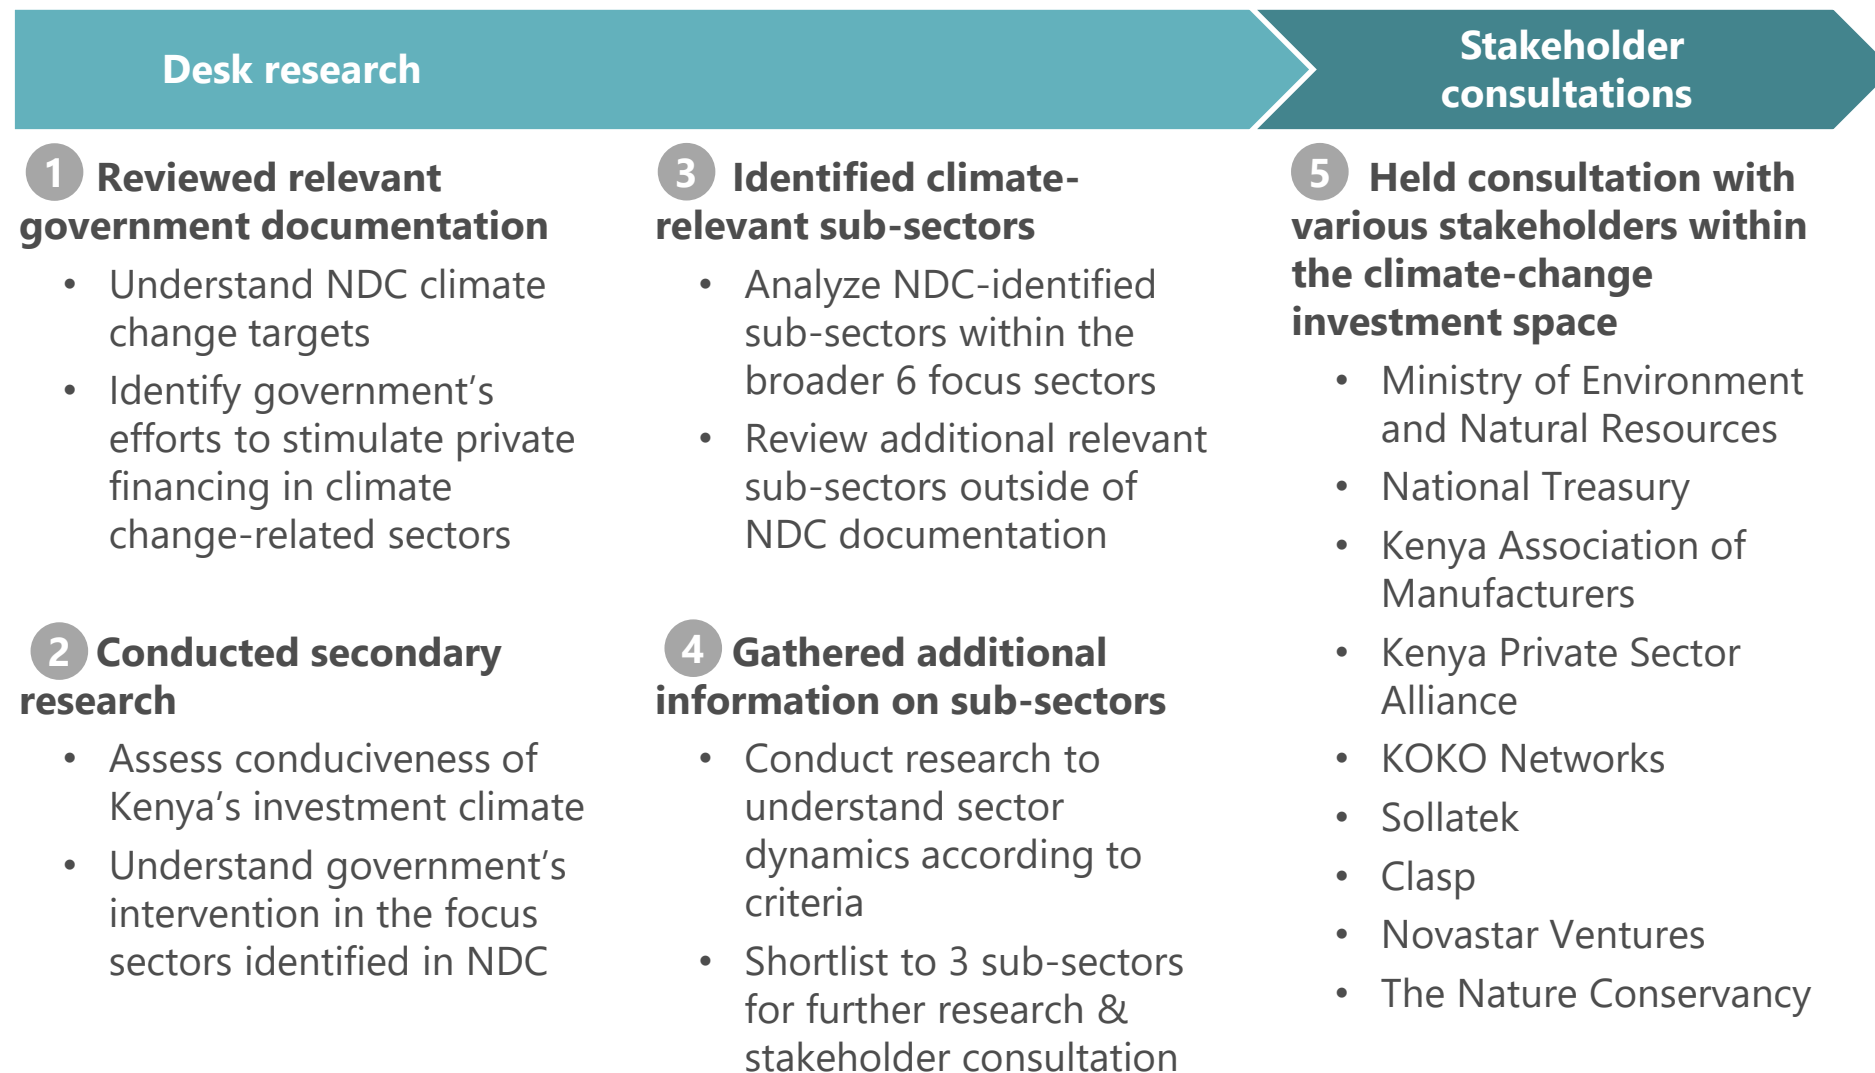 Desk research
Stakeholder
consultations
1 Reviewed relevant
government documentation
• Understand NDC climate
change targets
• Identify government’s
efforts to stimulate private
financing in climate
change-related sectors
2 Conducted secondary
research
• Assess conduciveness of
Kenya’s investment climate
• Understand government’s
intervention in the focus
sectors identified in NDC
3 Identified climate-
relevant sub-sectors
• Analyze NDC-identified
sub-sectors within the
broader 6 focus sectors
• Review additional relevant
sub-sectors outside of
NDC documentation
4 Gathered additional
information on sub-sectors
• Conduct research to
understand sector
dynamics according to
criteria
• Shortlist to 3 sub-sectors
for further research &
stakeholder consultation
5 Held consultation with
various stakeholders within
the climate-change
investment space
• Ministry of Environment
and Natural Resources
• National Treasury
• Kenya Association of
Manufacturers
• Kenya Private Sector
Alliance
• KOKO Networks
• Sollatek
• Clasp
• Novastar Ventures
• The Nature Conservancy